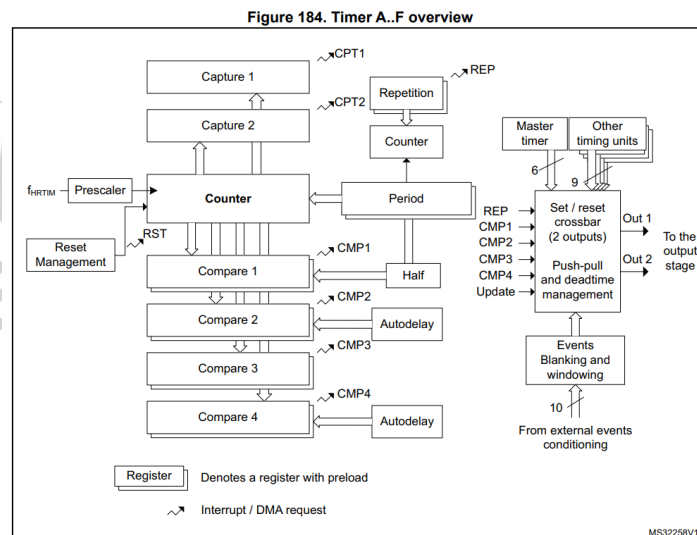 Figure 184. Timer A..F overview
CPT1
Capture 1
CPT2
Capture 2
REP
Repetition
Counter
fHRTIM
Prescaler
Counter
Period
RST
Reset
Management
CMP1
Compare 1
Half
CMP2
Compare 2
Autodelay
CMP3
Compare 3
CMP4
Compare 4
Autodelay
Master
timer
Other
timing units
6
9
REP
CMP1
CMP2
CMP3
CMP4
Update
Set / reset
crossbar
(2 outputs)
Push-pull
and deadtime
management
Out 1
Out 2
To the
output
stage
Events
Blanking and
windowing
10
From external events
conditioning
Register
Denotes a register with preload
Interrupt / DMA request
MS32258V1